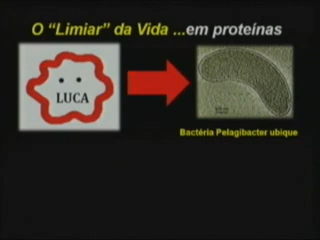 O “Limiar” da Vida ...em proteínas
LUCA
Bactéria Pelagibacter ubique